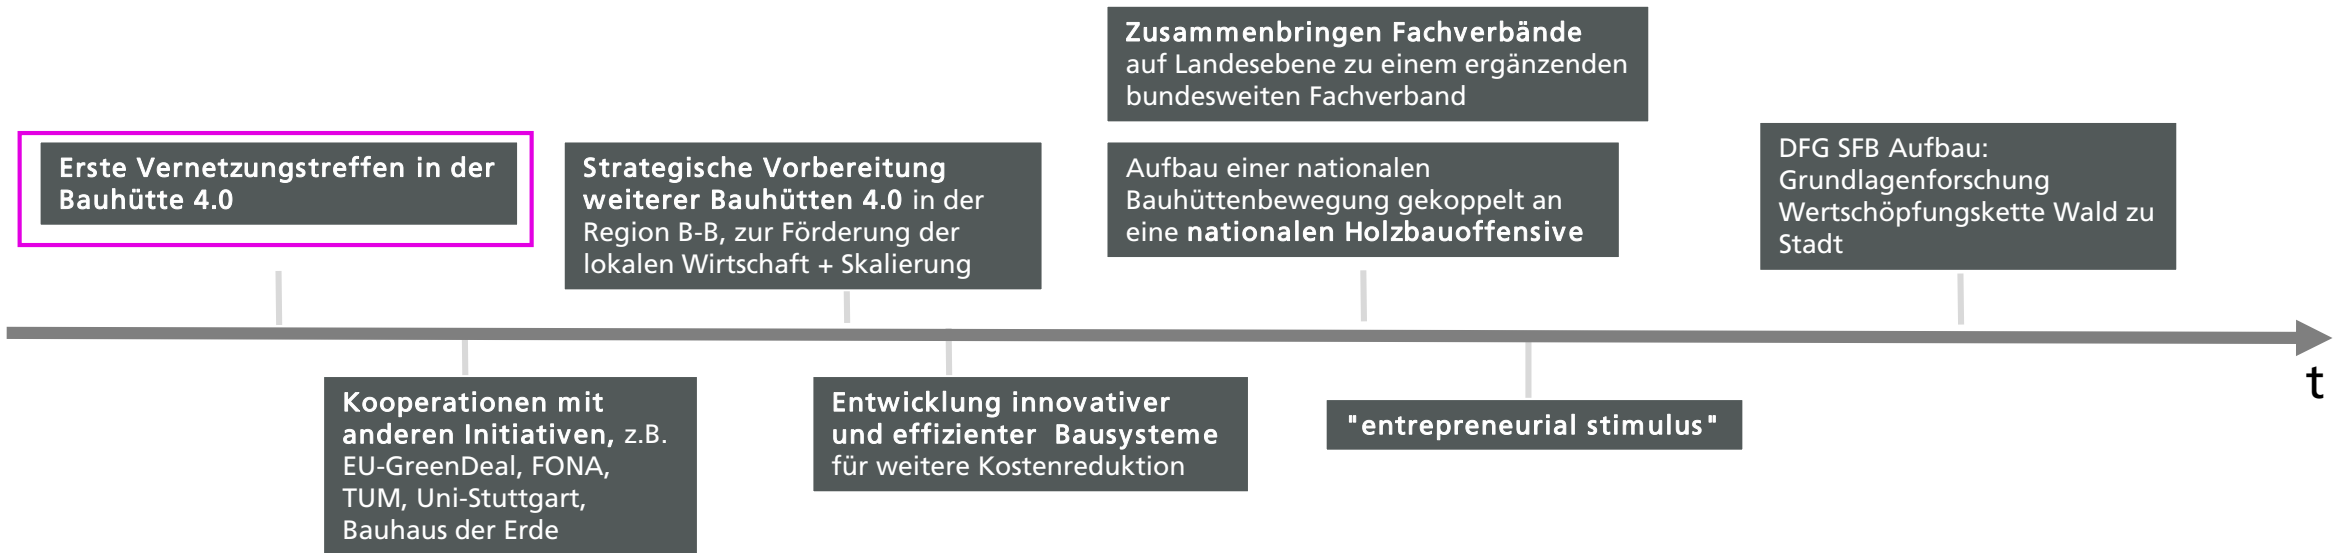 Erste Vernetzungstreffen in der
Bauhütte 4.0
Strategische Vorbereitung
weiterer Bauhütten 4.0 in der
Region B-B, zur Förderung der
lokalen Wirtschaft + Skalierung
Zusammenbringen Fachverbände
auf Landesebene zu einem ergänzenden
bundesweiten Fachverband
Aufbau einer nationalen
Bauhüttenbewegung gekoppelt an
eine nationalen Holzbauoffensive
DFG SFB Aufbau:
Grundlagenforschung
Wertschöpfungskette Wald zu
Stadt
t
Kooperationen mit
anderen Initiativen, z.B.
EU-GreenDeal, FONA,
TUM, Uni-Stuttgart,
Bauhaus der Erde
Entwicklung innovativer
und effizienter Bausysteme
für weitere Kostenreduktion
"entrepreneurial stimulus"